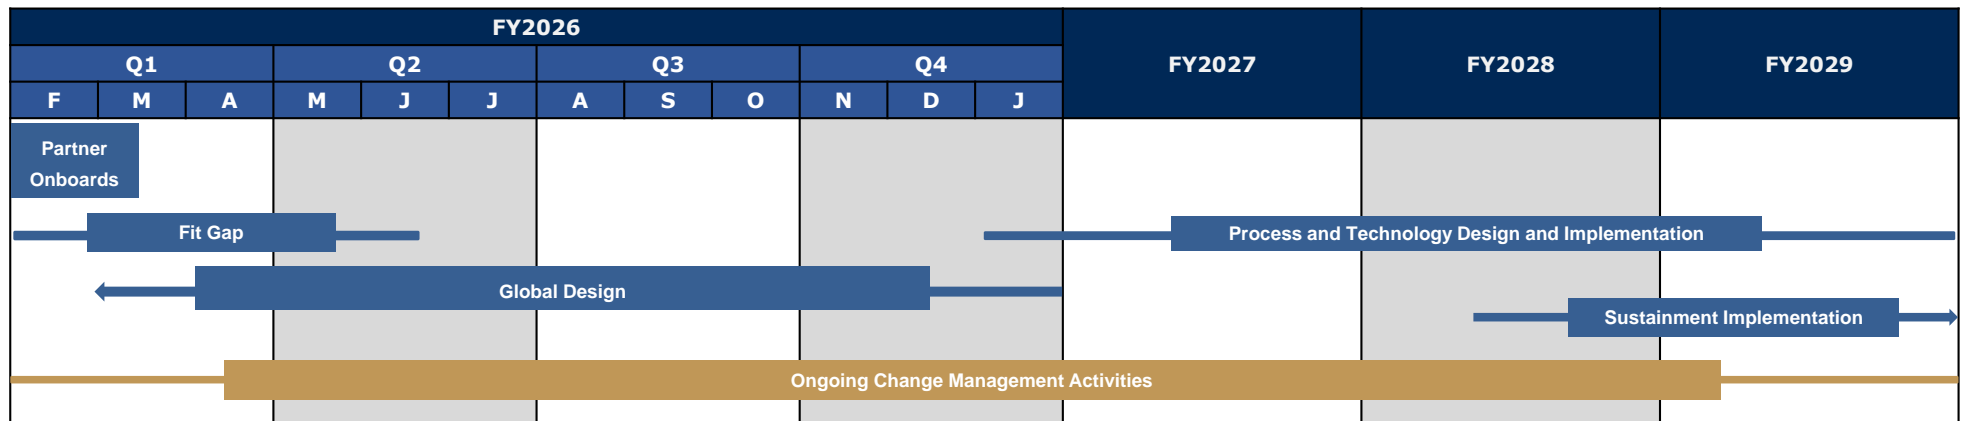 FY2026
FY2027
FY2028
FY2029
Q1 Q2 Q3 Q4
F M A M J J A S O N D J
Partner
Onboards
Fit Gap
Process and Technology Design and Implementation
Global Design
Sustainment Implementation
Ongoing Change Management Activities